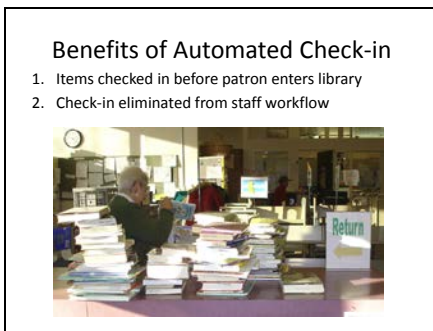 Benefits of Automated Check-in
1. Items checked in before patron enters library
2. Check-in eliminated from staff workflow
Return